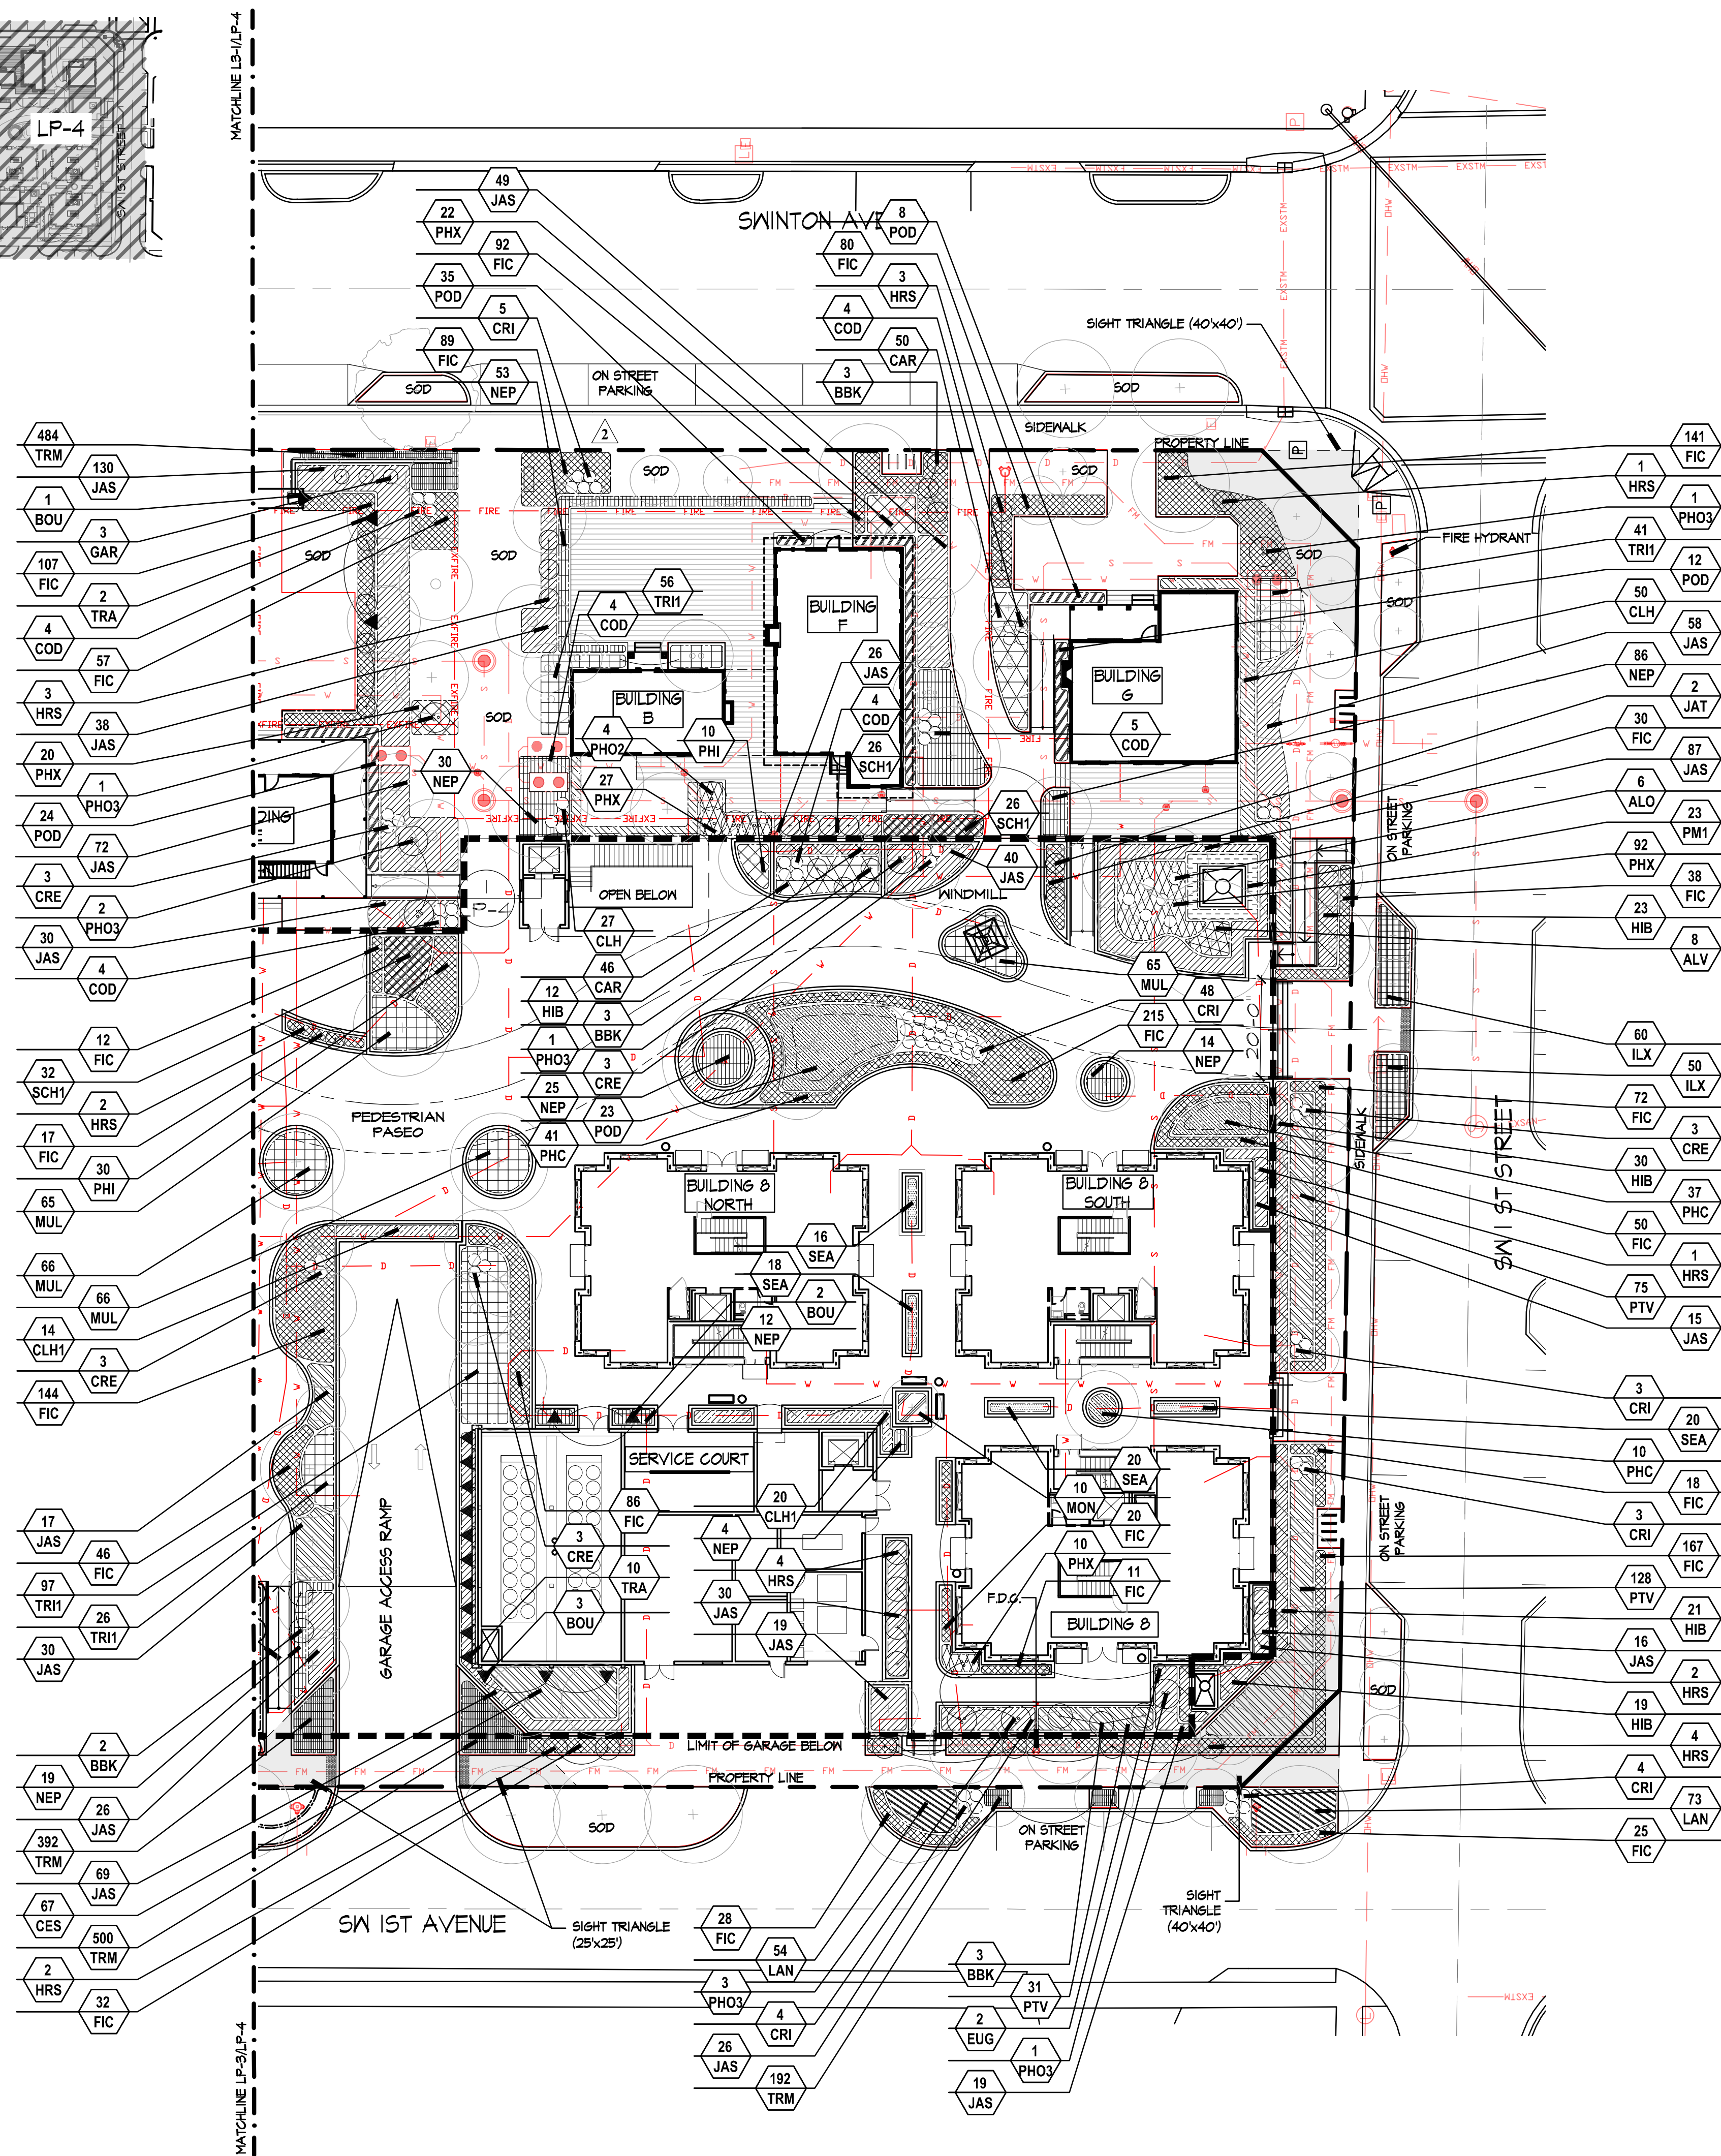 LP-4
SW 1ST STREET
MATCHLINE L3-1/LP-4
SWINTON AVE
49
JAS
22
PHX
92
FIC
35
POD
5
CRI
89
FIC
53
NEP
8
POD
80
FIC
3
HRS
4
COD
50
CAR
3
BBK
SIGHT TRIANGLE (40'x40')
SOD
ON STREET
PARKING
SOD
SIDEWALK
2
PROPERTY LINE
P
P
FIRE HYDRANT
SOD
SOD
SOD
SOD
SOD
SOD
SOD
484
TRM
130
JAS
1
BOU
3
GAR
107
FIC
2
TRA
4
COD
57
FIC
3
HRS
38
JAS
20
PHX
1
PHO3
24
POD
72
JAS
3
CRE
2
PHO3
30
JAS
4
COD
12
FIC
32
SCH1
2
HRS
17
FIC
30
PHI
65
MUL
66
MUL
66
MUL
14
CLH1
3
CRE
144
FIC
17
JAS
46
FIC
97
TRI1
26
TRI1
30
JAS
2
BBK
19
NEP
26
JAS
392
TRM
69
JAS
67
CES
500
TRM
2
HRS
32
FIC
56
TRI1
4
COD
BUILDING
F
BUILDING
B
BUILDING
G
26
JAS
4
COD
26
SCH1
5
COD
4
PHO2
10
PHI
30
NEP
27
PHX
26
SCH1
40
JAS
OPEN BELOW
WINDMILL
27
CLH
46
CAR
12
HIB
3
BBK
1
PHO3
3
CRE
25
NEP
23
POD
41
PHC
65
MUL
48
CRI
215
FIC
14
NEP
20'-0"
PEDESTRIAN
PASEO
BUILDING 8
NORTH
BUILDING 8
SOUTH
16
SEA
18
SEA
2
BOU
12
NEP
SERVICE COURT
GARAGE ACCESS RAMP
86
FIC
3
CRE
10
TRA
3
BOU
20
CLH1
4
NEP
4
HRS
30
JAS
19
JAS
20
SEA
10
MON
20
FIC
10
PHX
11
FIC
F.D.C.
BUILDING 8
LIMIT OF GARAGE BELOW
PROPERTY LINE
SOD
ON STREET
PARKING
SW 1ST AVENUE
SIGHT TRIANGLE
(25'x25')
SIGHT
TRIANGLE
(40'x40')
28
FIC
54
LAN
3
PHO3
4
CRI
26
JAS
192
TRM
3
BBK
31
PTV
2
EUG
1
PHO3
19
JAS
141
FIC
1
HRS
1
PHO3
41
TRI1
12
POD
50
CLH
58
JAS
86
NEP
2
JAT
30
FIC
87
JAS
6
ALO
23
PM1
92
PHX
38
FIC
23
HIB
8
ALV
60
ILX
50
ILX
72
FIC
3
CRE
30
HIB
37
PHC
50
FIC
1
HRS
75
PTV
15
JAS
3
CRI
20
SEA
10
PHC
18
FIC
3
CRI
167
FIC
128
PTV
21
HIB
16
JAS
2
HRS
19
HIB
4
HRS
4
CRI
73
LAN
25
FIC
ON STREET
PARKING
SIDEWALK
SW 1ST STREET
ON STREET
PARKING
SOD
MATCHLINE LP-3/LP-4